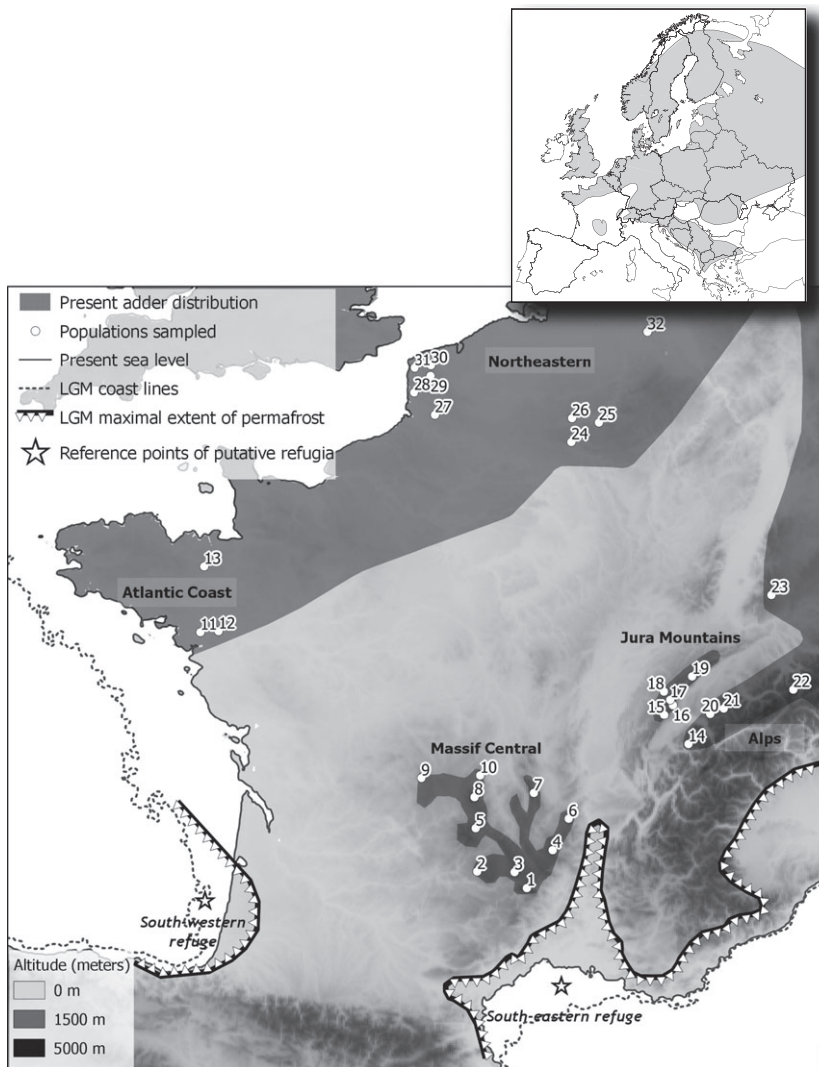 Present adder distribution
Populations sampled
Present sea level
LGM coast lines
LGM maximal extent of permafrost
Reference points of putative refugia
32
31 30
Northeastern
28 29
27
26
25
24
13
Atlantic Coast
11 12
23
Jura Mountains
19
18 17
22
15 16 20 21
14
Alps
Massif Central
9
10
8
7
6
5
4
2
3
1
South-western
refuge
Altitude (meters)
0 m
1500 m
5000 m
South-eastern refuge